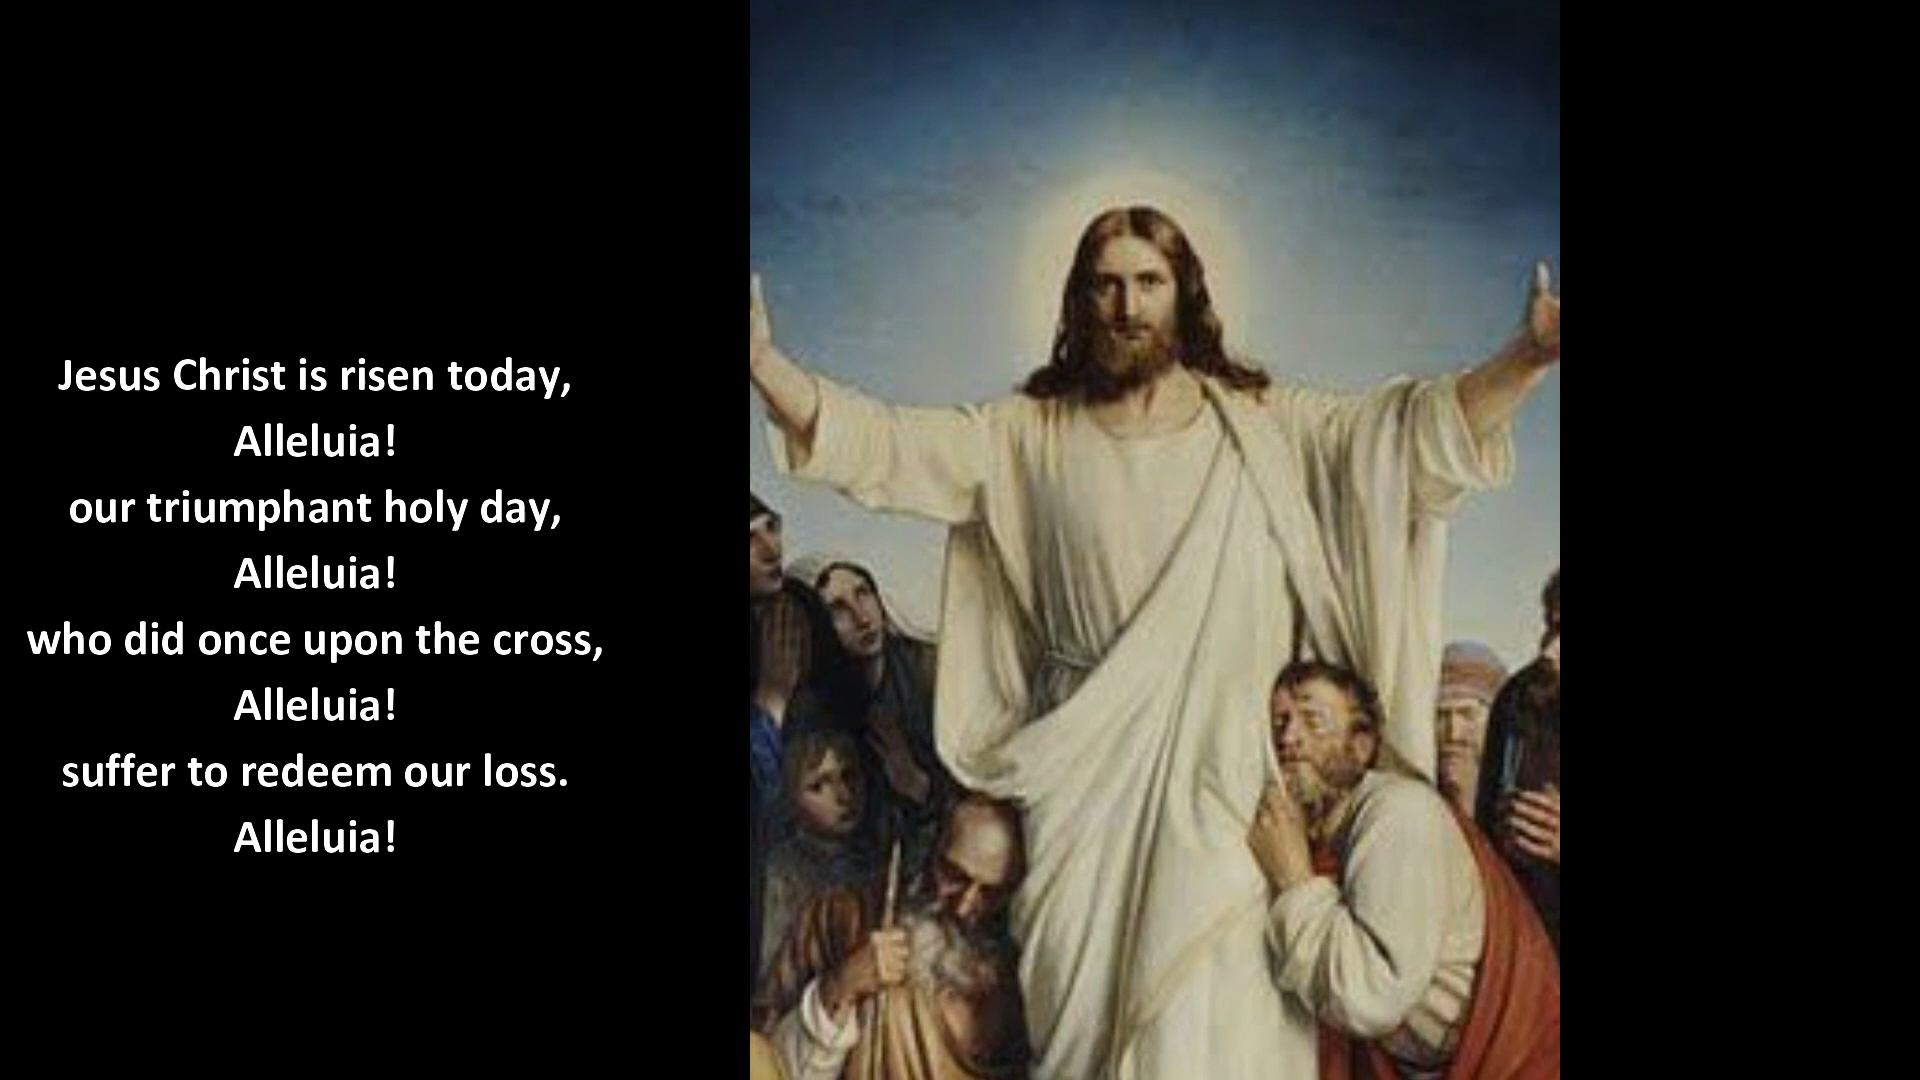 Jesus Christ is risen today,
Alleluia!
our triumphant holy day,
Alleluia!
who did once upon the cross,
Alleluia!
suffer to redeem our loss.
Alleluia!